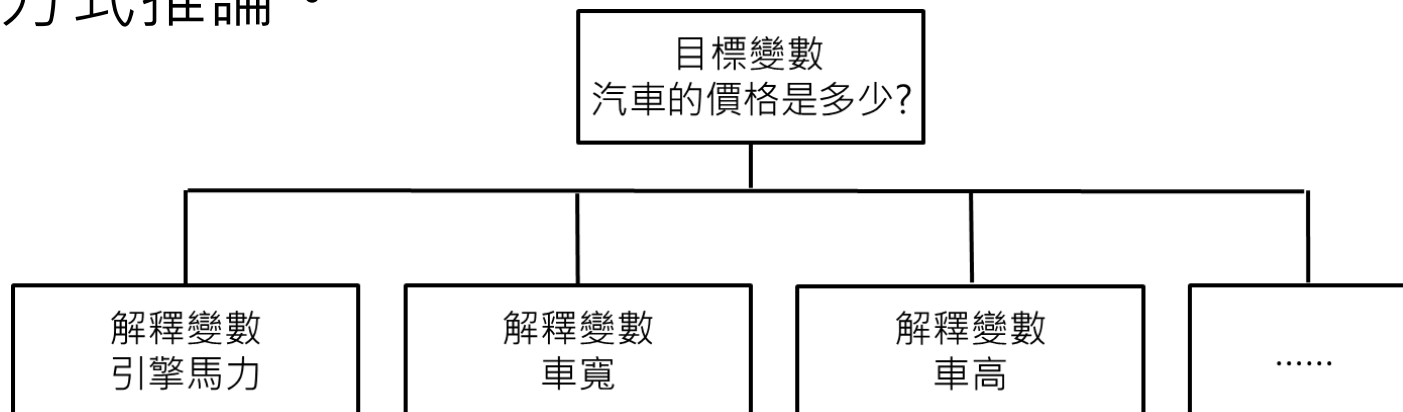 方式推論。
目標變數
汽車的價格是多少?
解釋變數
引擎馬力
解釋變數
車寬
解釋變數
車高
......